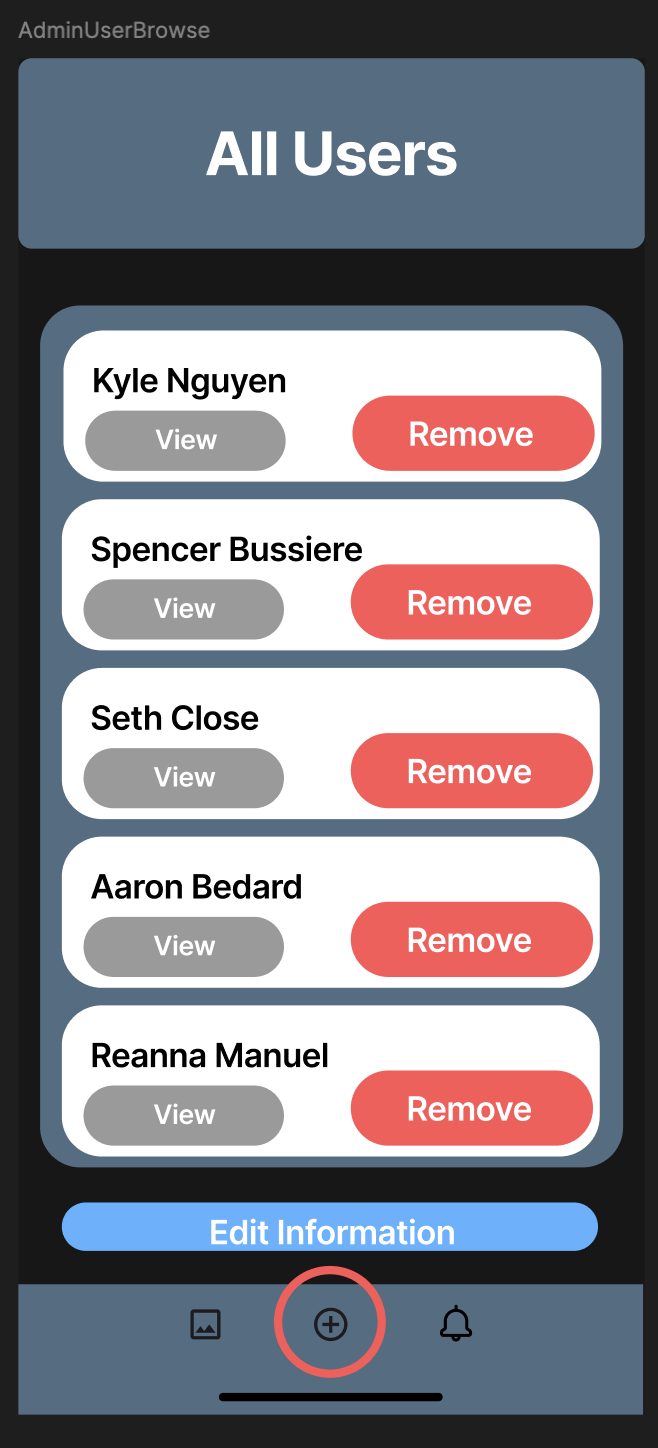 AdminUserBrowse
All Users
Kyle Nguyen
View
Remove
Spencer Bussiere
View
Remove
Seth Close
View
Remove
Aaron Bedard
View
Remove
Reanna Manuel
View
Remove
Edit Information